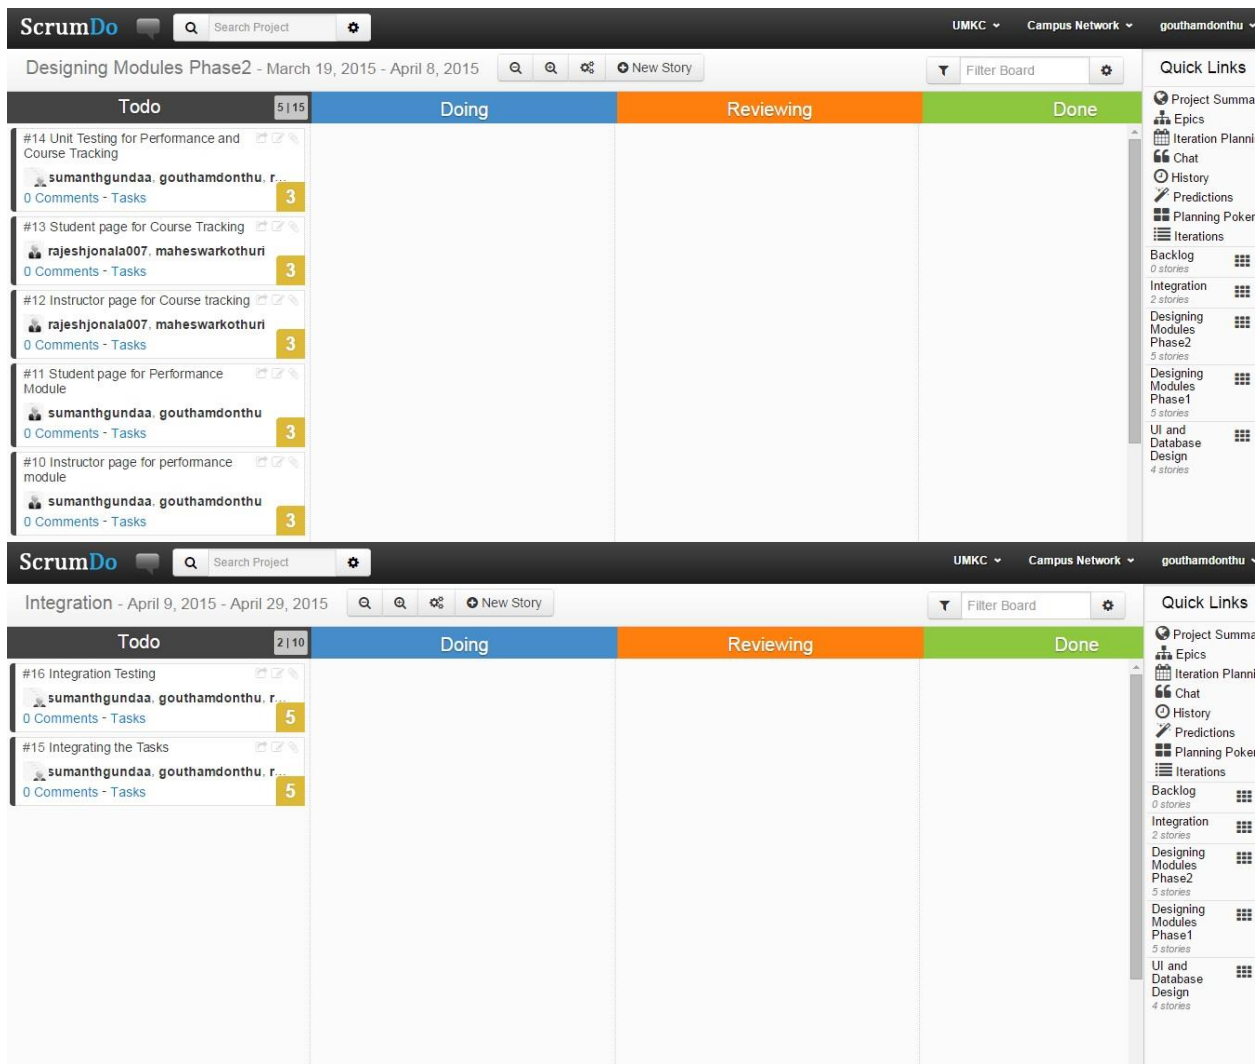 ScrumDo
Search Project
UMKC
Campus Network
gouthamdonthu
Designing Modules Phase2 - March 19, 2015 - April 8, 2015
New Story
Filter Board
Quick Links
Todo
5 | 15
Doing
Reviewing
Done
#14 Unit Testing for Performance and
Course Tracking
sumanthgundaa, gouthamdonthu, r...
0 Comments - Tasks
3
#13 Student page for Course Tracking
rajeshjonala007, maheswarkothuri
0 Comments - Tasks
3
#12 Instructor page for Course tracking
rajeshjonala007, maheswarkothuri
0 Comments - Tasks
3
#11 Student page for Performance
Module
sumanthgundaa, gouthamdonthu
0 Comments - Tasks
3
#10 Instructor page for performance
module
sumanthgundaa, gouthamdonthu
0 Comments - Tasks
3
Project Summa
Epics
Iteration Planni
Chat
History
Predictions
Planning Poker
Iterations
Backlog
0 stories
Integration
2 stories
Designing
Modules
Phase2
5 stories
Designing
Modules
Phase1
5 stories
UI and
Database
Design
4 stories
ScrumDo
Search Project
UMKC
Campus Network
gouthamdonthu
Integration - April 9, 2015 - April 29, 2015
New Story
Filter Board
Quick Links
Todo
2 | 10
Doing
Reviewing
Done
#16 Integration Testing
sumanthgundaa, gouthamdonthu, r...
0 Comments - Tasks
5
#15 Integrating the Tasks
sumanthgundaa, gouthamdonthu, r...
0 Comments - Tasks
5
Project Summa
Epics
Iteration Planni
Chat
History
Predictions
Planning Poker
Iterations
Backlog
0 stories
Integration
2 stories
Designing
Modules
Phase2
5 stories
Designing
Modules
Phase1
5 stories
UI and
Database
Design
4 stories